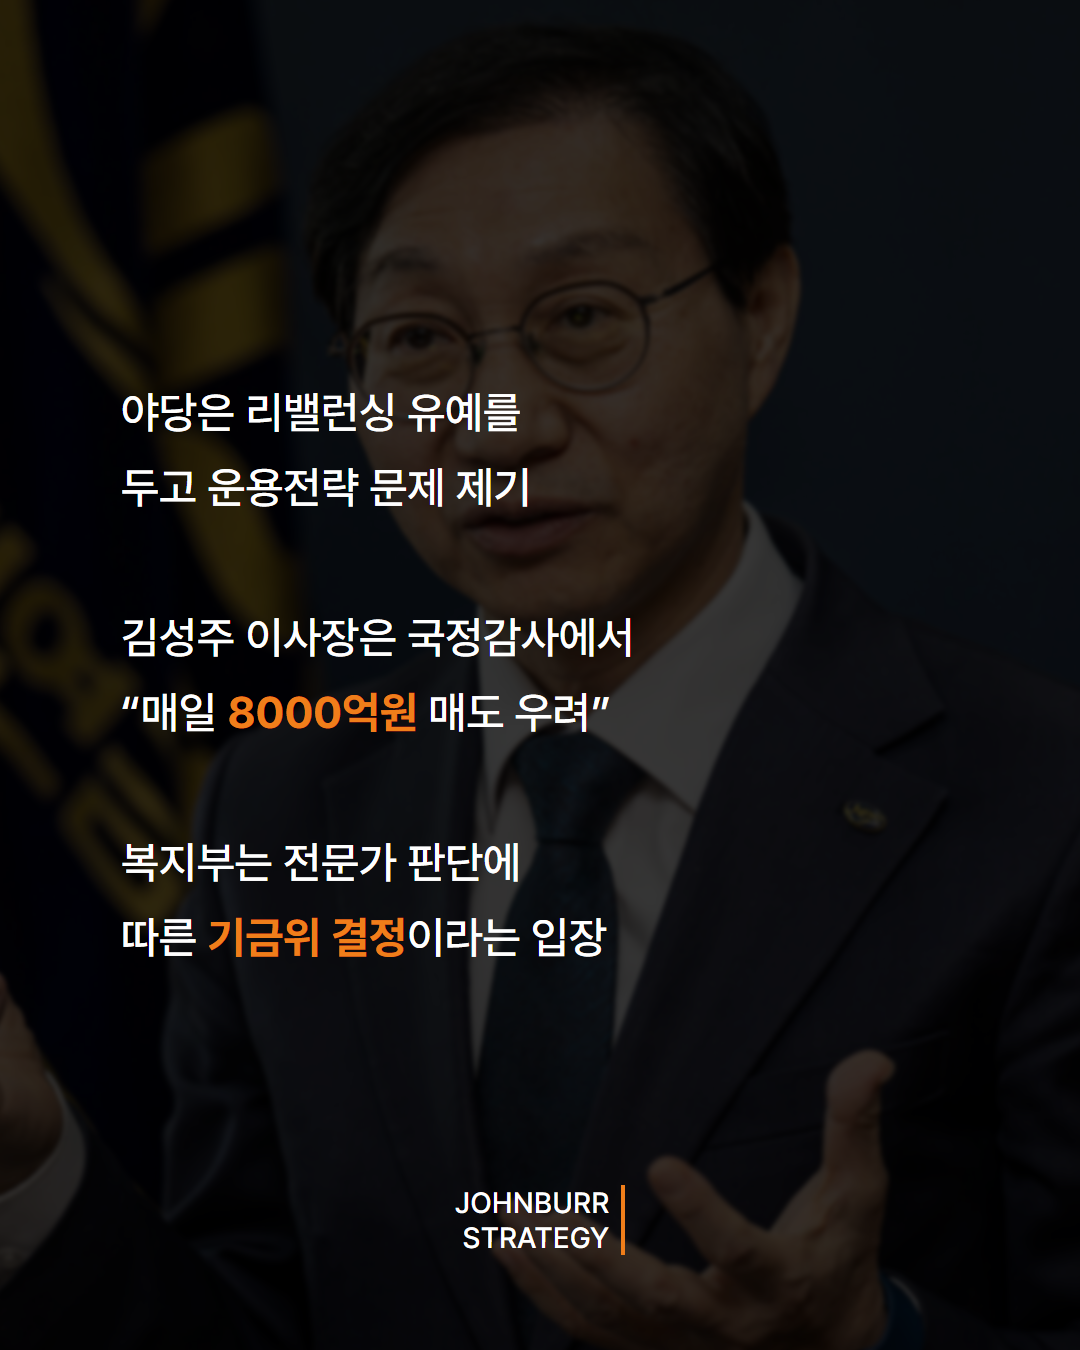 야당은 리밸런싱 유예를
두고 운용전략 문제 제기
김성주 이사장은 국정감사에서
“매일 8000억원 매도 우려”
복지부는 전문가 판단에
따른 기금위 결정이라는 입장
JOHNBURR
STRATEGY